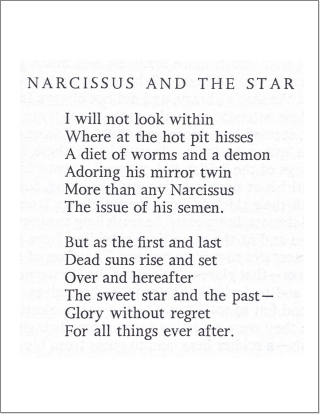 NARCISSUS AND THE STAR
I will not look within
Where at the hot pit hisses
A diet of worms and a demon
Adoring his mirror twin
More than any Narcissus
The issue of his semen.
But as the first and last
Dead suns rise and set
Over and hereafter
The sweet star and the past—
Glory without regret
For all things ever after.